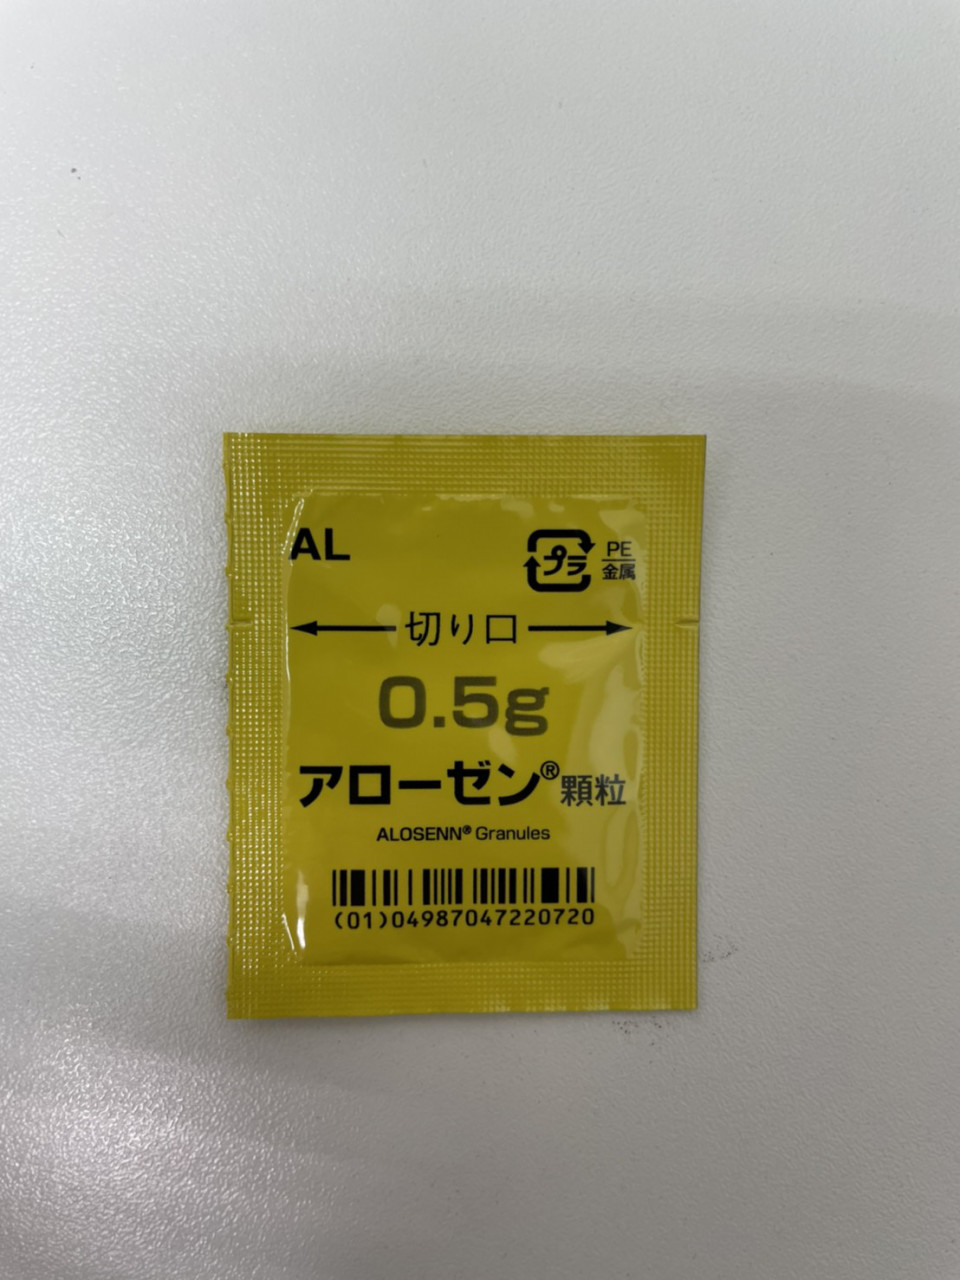 AL
プラ
PE
金属
切り口
0.5g
アローゼン®顆粒
ALOSENN® Granules
(01)04987047220720